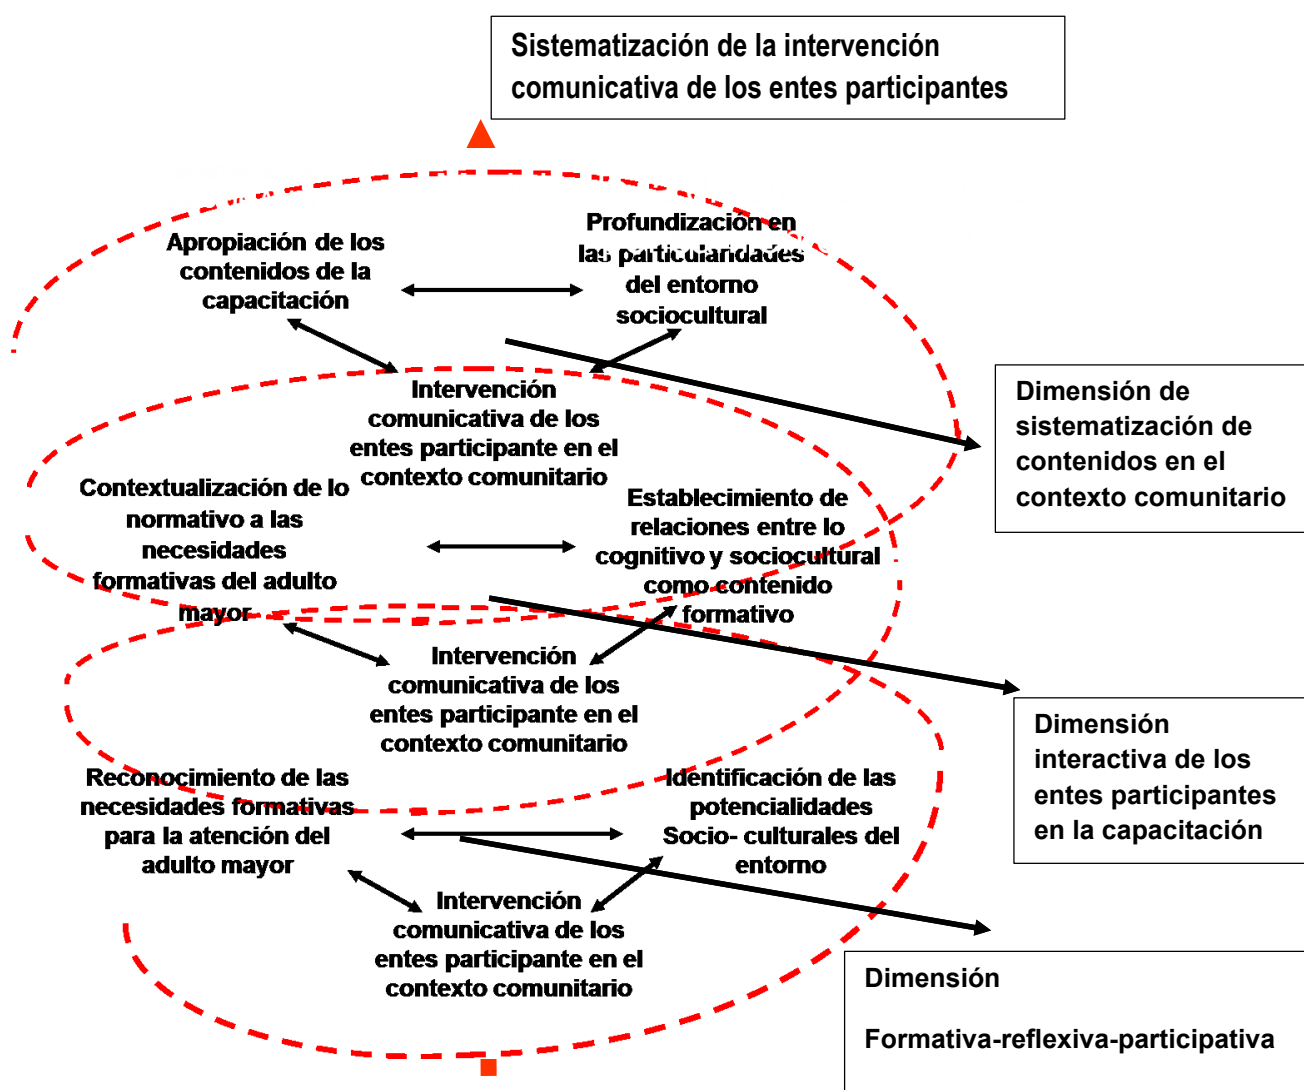 Sistematización de la intervención
comunicativa de los entes participantes
Apropiación de los
contenidos de la
capacitación
Profundización en
las particularidades
del entorno
sociocultural
Intervención
comunicativa de los
entes participante en el
contexto comunitario
Dimensión de
sistematización de
contenidos en el
contexto comunitario
Contextualización de lo
normativo a las
necesidades
formativas del adulto
mayor
Establecimiento de
relaciones entre lo
cognitivo y sociocultural
como contenido
formativo
Intervención
comunicativa de los
entes participante en el
contexto comunitario
Dimensión
interactiva de los
entes participantes
en la capacitación
Reconocimiento de las
necesidades formativas
para la atención del
adulto mayor
Identificación de las
potencialidades
Socio- culturales del
entorno
Intervención
comunicativa de los
entes participante en el
contexto comunitario
Dimensión
Formativa-reflexiva-participativa